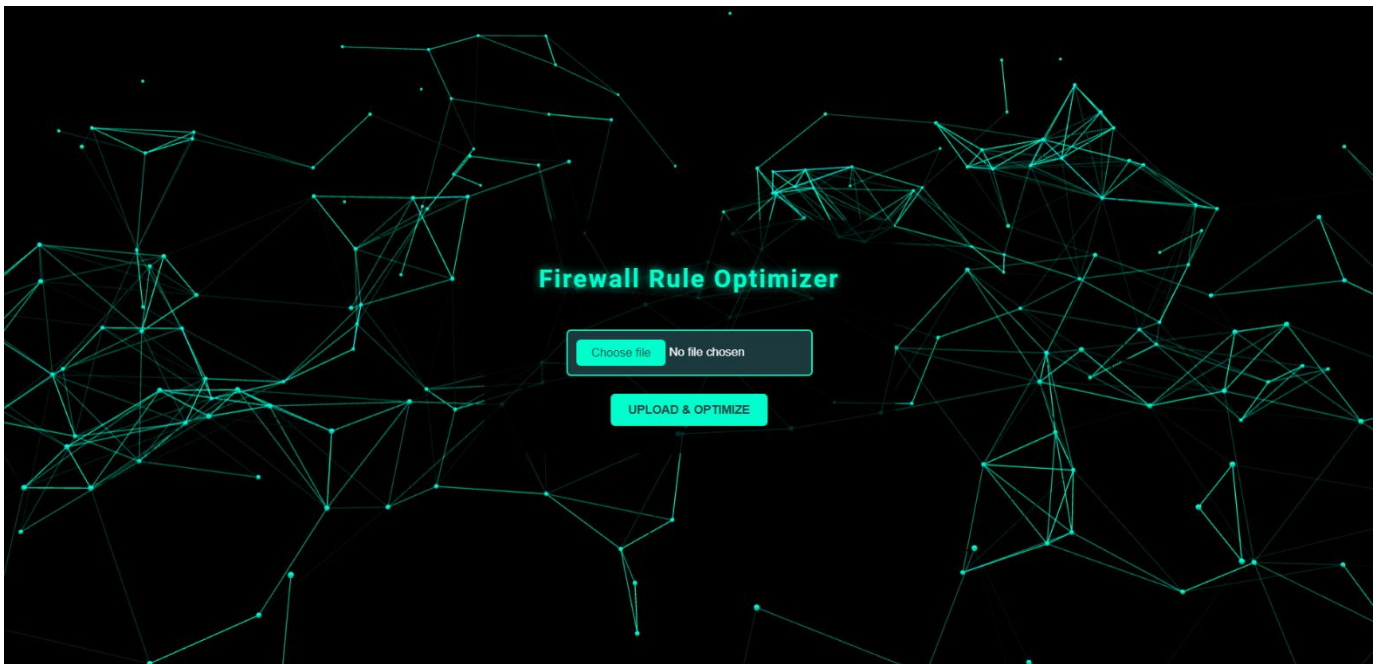 Firewall Rule Optimizer
Choose file No file chosen
UPLOAD & OPTIMIZE